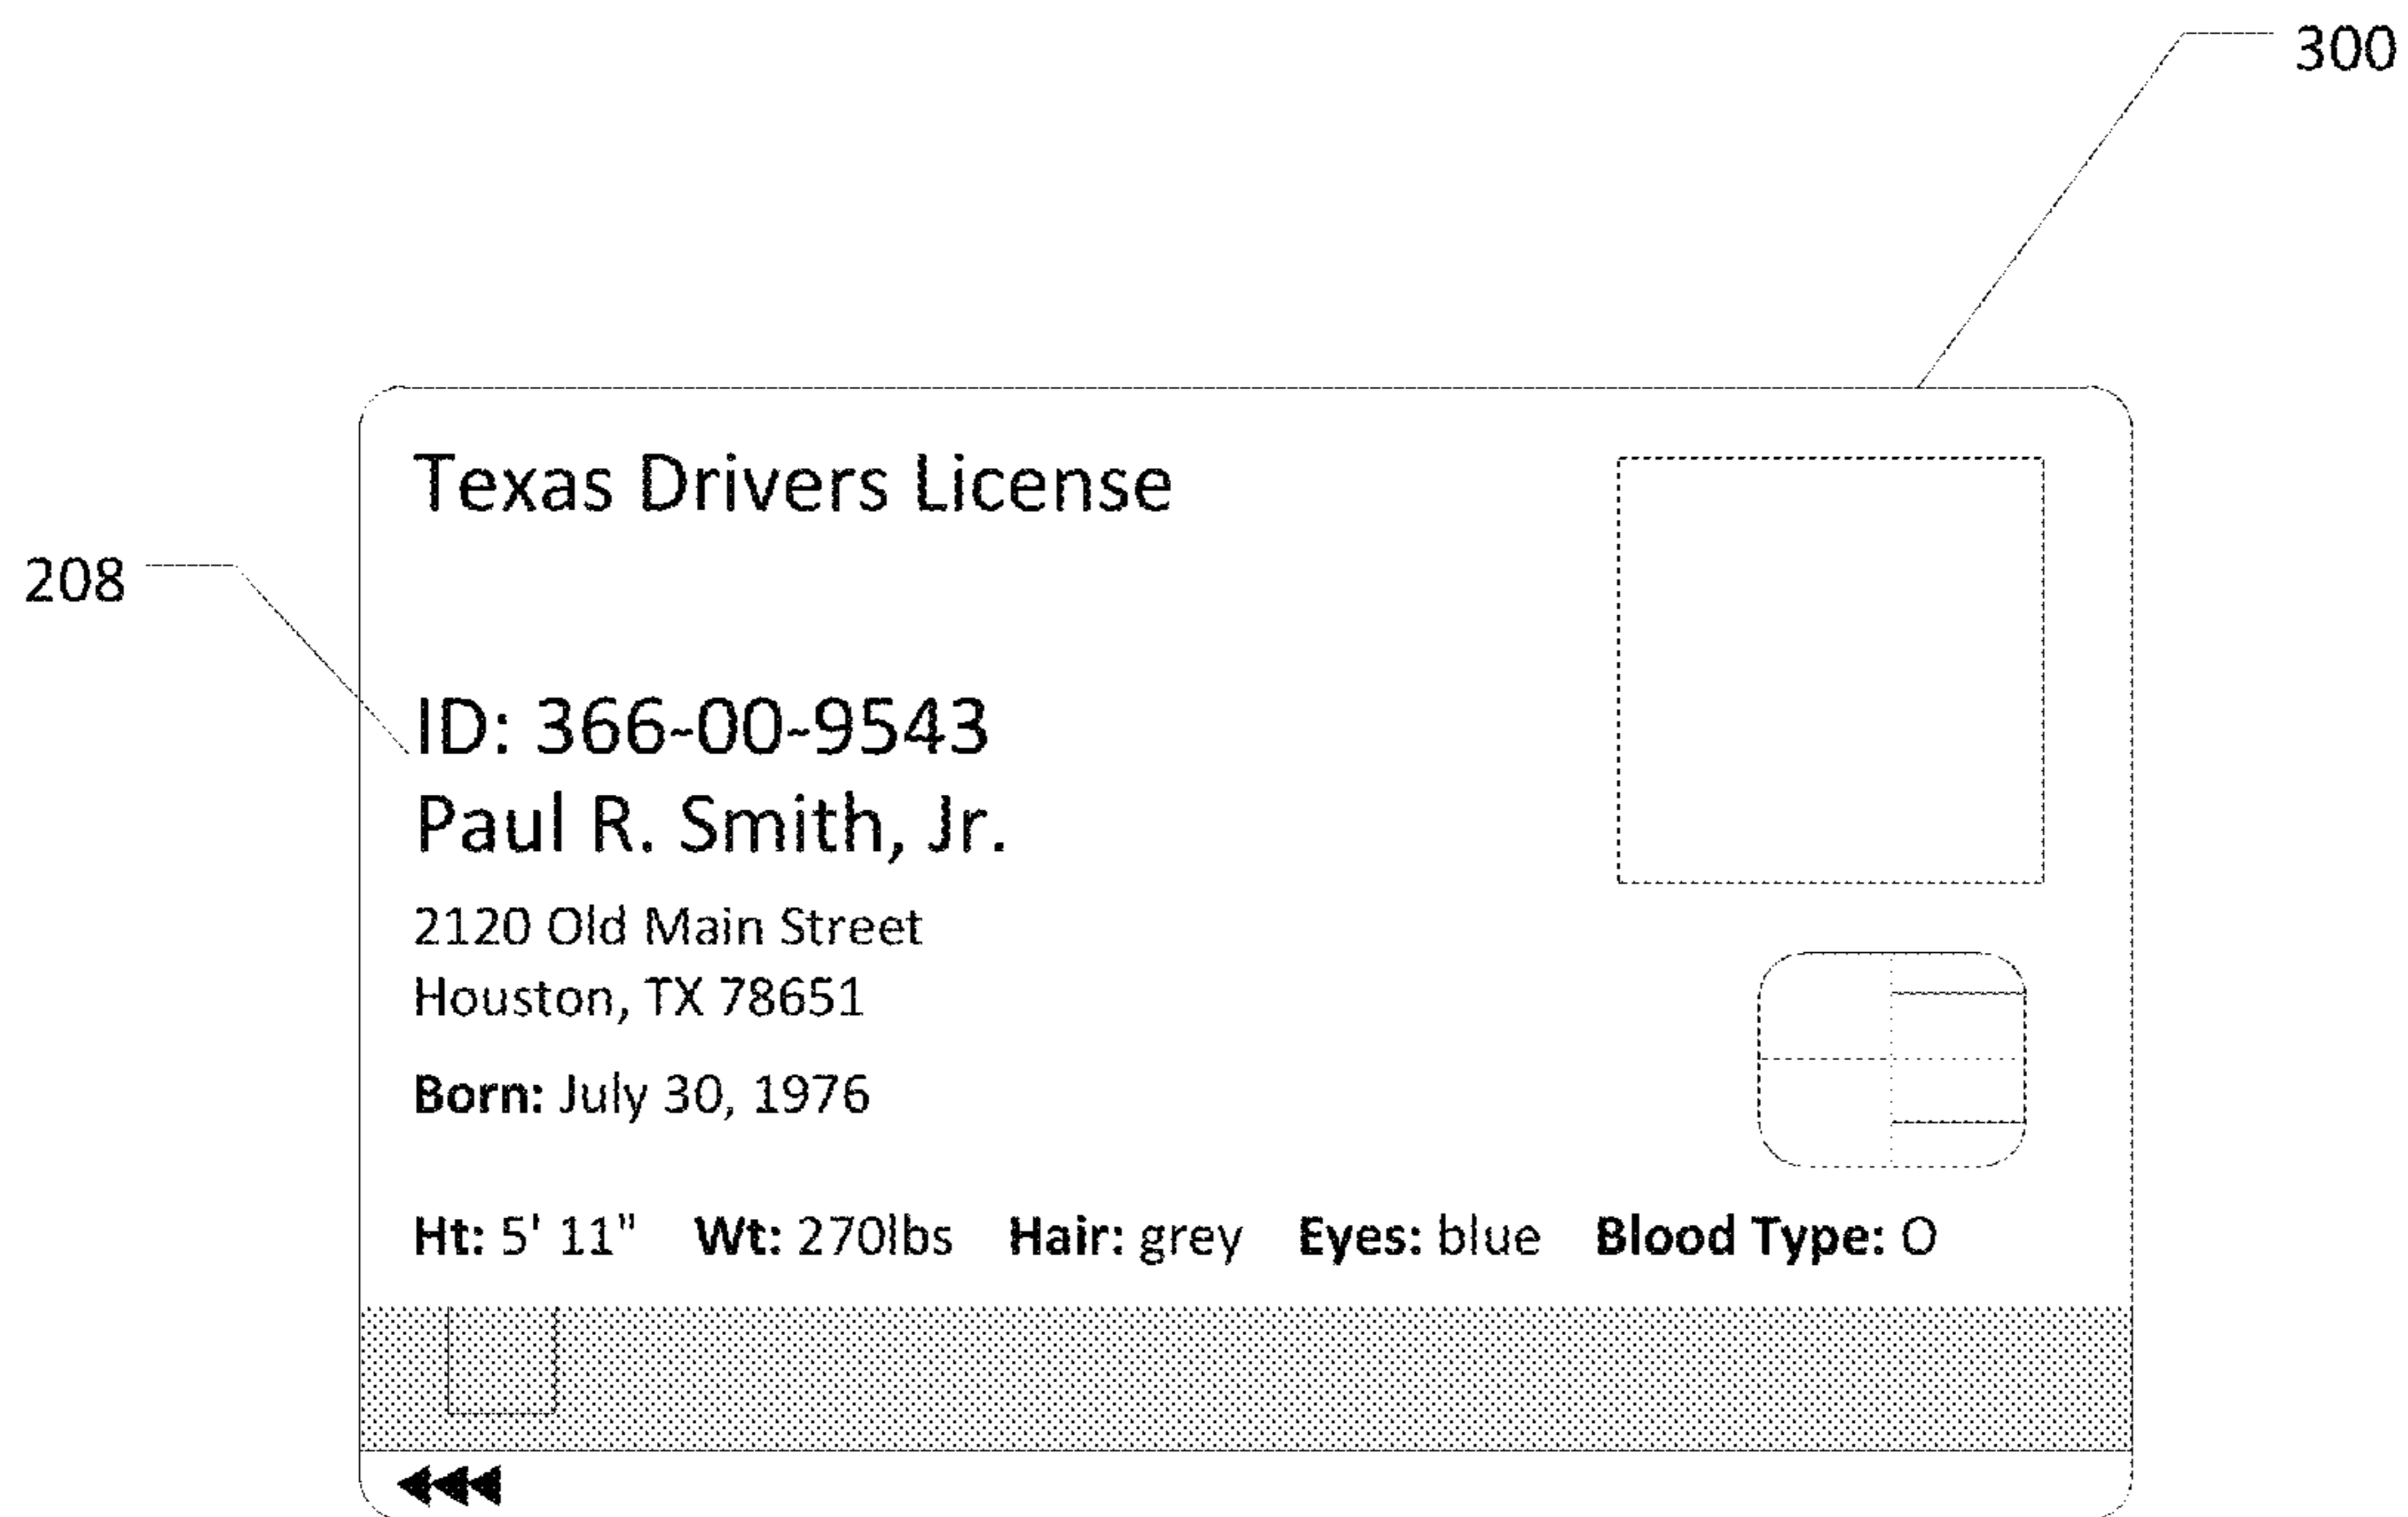 300
Texas Drivers License
208
ID: 366-00-9543
Paul R. Smith, Jr.
2120 Old Main Street
Houston, TX 78651
Born: July 30, 1976
Ht: 5' 11" Wt: 270lbs Hair: grey Eyes: blue Blood Type: O